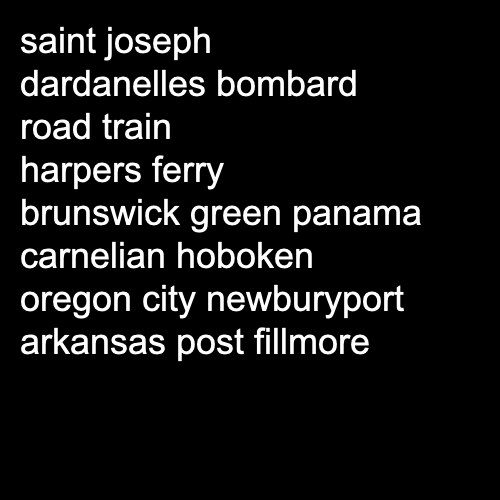 saint joseph
dardanelles bombard
road train
harpers ferry
brunswick green panama
carnelian hoboken
oregon city newburyport
arkansas post fillmore